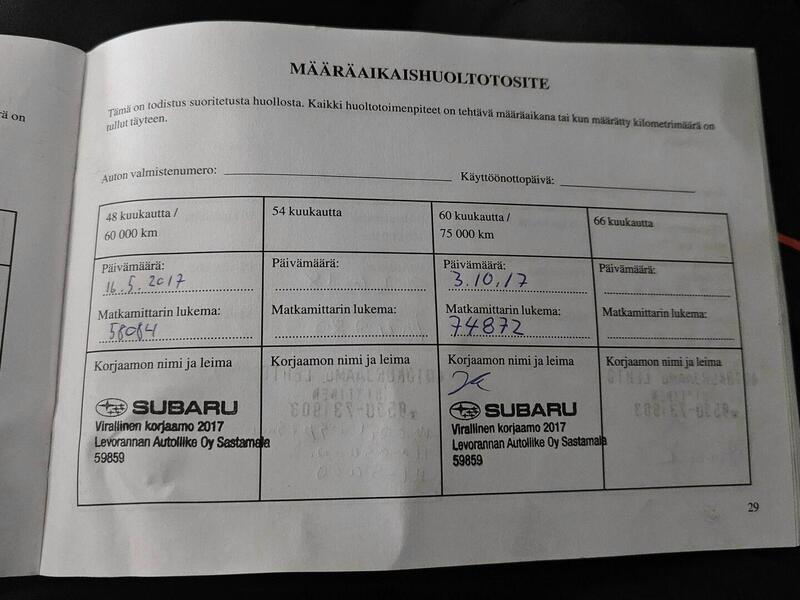 MÄÄRÄAIKAISHUOLTOTOSITE
Tämä on todistus suoritetusta huollosta. Kaikki huoltotoimenpiteet on tehtävä määräaikana tai kun määrätty kilometrimäärä on
tullut täyteen.
rä on
Auton valmistenumero: Käyttöönottopäivä:
48 kuukautta / 54 kuukautta 60 kuukautta / 66 kuukautta
60 000 km 75 000 km
Päivämäärä: Päivämäärä: Päivämäärä: Päivämäärä:
16.5.2017 3.10.17
Matkamittarin lukema: Matkamittarin lukema: Matkamittarin lukema: Matkamittarin lukema:
58084 74872
Korjaamon nimi ja leima Korjaamon nimi ja leima Korjaamon nimi ja leima Korjaamon nimi ja leima
SUBARU SUBARU
Virallinen korjaamo 2017 Virallinen korjaamo 2017
Levorannan Autoliike Oy Sastamala Levorannan Autoliike Oy Sastamala
59859 59859
29